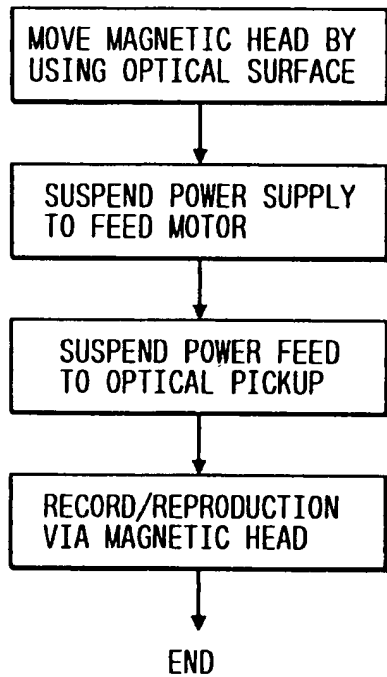 MOVE MAGNETIC HEAD BY
USING OPTICAL SURFACE
SUSPEND POWER SUPPLY
TO FEED MOTOR
SUSPEND POWER FEED
TO OPTICAL PICKUP
RECORD/REPRODUCTION
VIA MAGNETIC HEAD
END